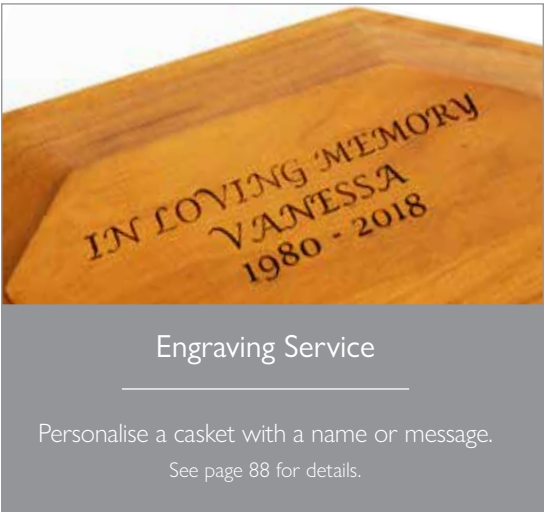 IN LOVING MEMORY
VANESSA
1980 - 2018
Engraving Service
Personalise a casket with a name or message.
See page 88 for details.